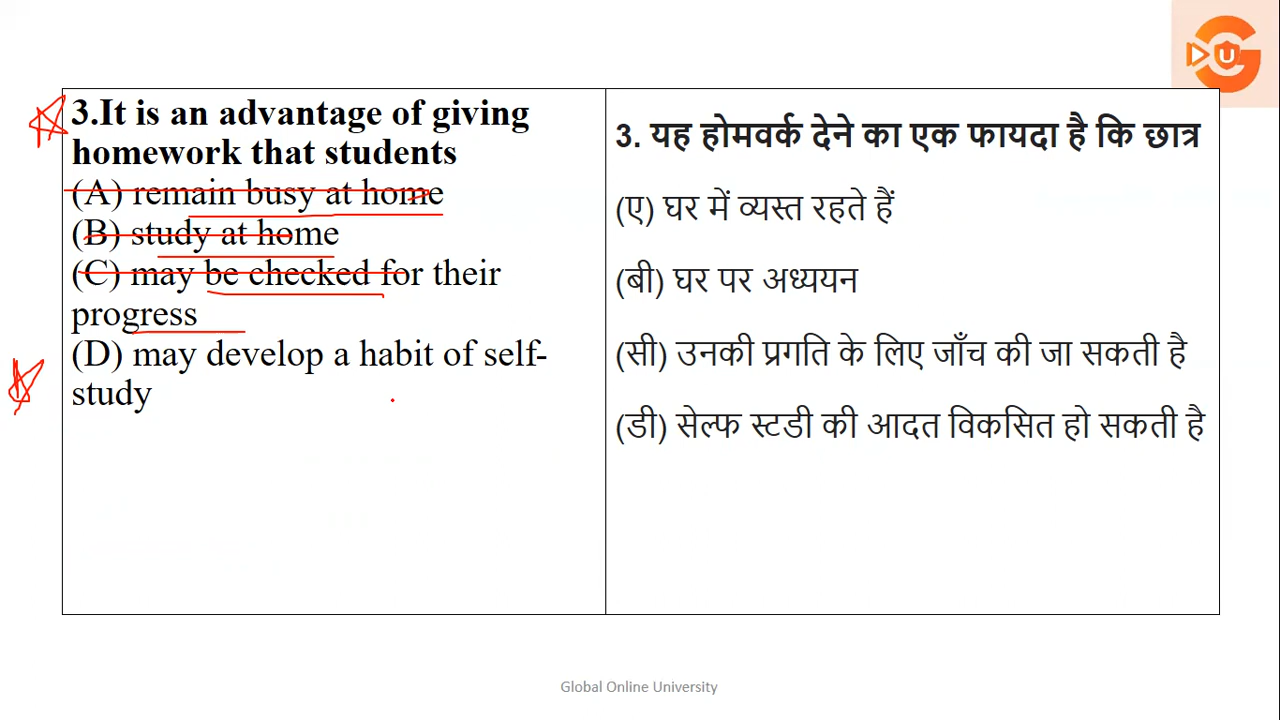 U
3.It is an advantage of giving
homework that students
(A) remain busy at home
(B) study at home
(C) may be checked for their
progress
(D) may develop a habit of self-
study
3. यह होमवर्क देने का एक फायदा है कि छात्र
(ए) घर में व्यस्त रहते हैं
(बी) घर पर अध्ययन
(सी) उनकी प्रगति के लिए जाँच की जा सकती है
(डी) सेल्फ स्टडी की आदत विकसित हो सकती है
Global Online University